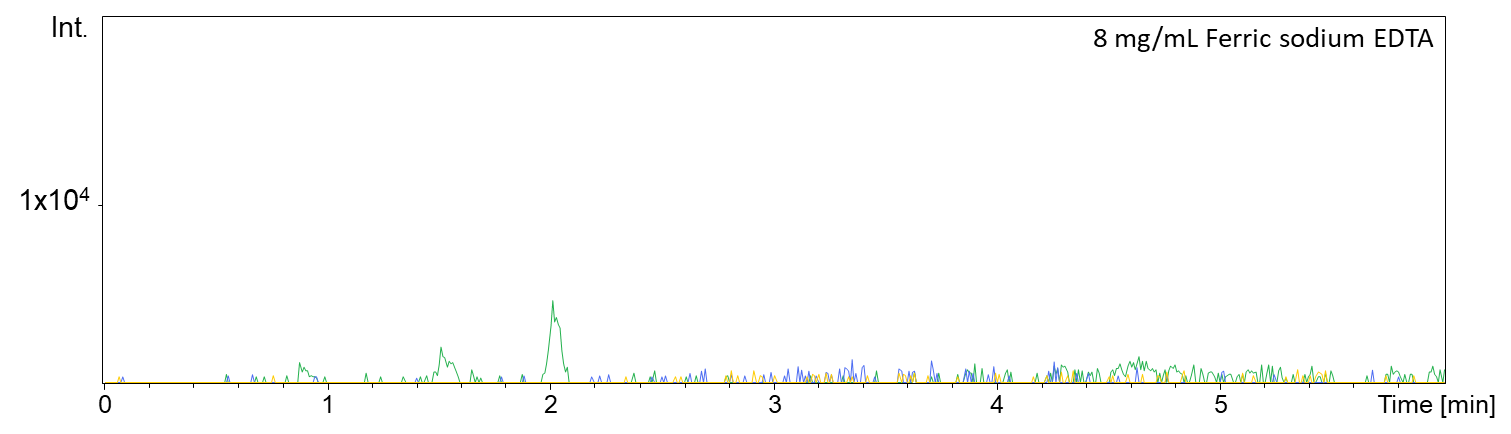 Int.
8 mg/mL Ferric sodium EDTA
1x10⁴
0 1 2 3 4 5 Time [min]